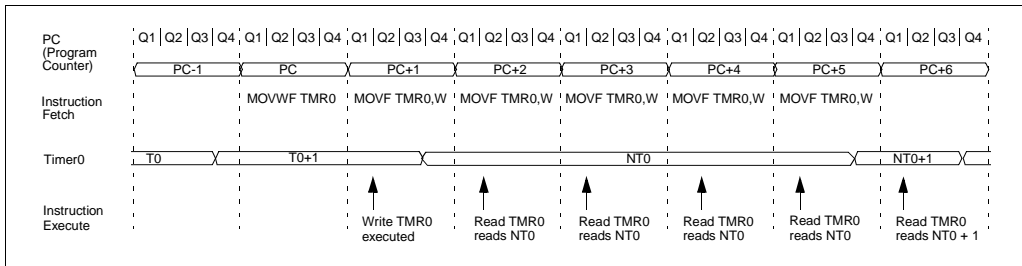 PC
(Program
Counter)
Q1 Q2 Q3 Q4 Q1 Q2 Q3 Q4 Q1 Q2 Q3 Q4 Q1 Q2 Q3 Q4 Q1 Q2 Q3 Q4 Q1 Q2 Q3 Q4 Q1 Q2 Q3 Q4 Q1 Q2 Q3 Q4
PC-1 PC PC+1 PC+2 PC+3 PC+4 PC+5 PC+6
Instruction
Fetch
MOVWF TMR0 MOVF TMR0,W MOVF TMR0,W MOVF TMR0,W MOVF TMR0,W MOVF TMR0,W
Timer0
T0 T0+1 NT0 NT0+1
Instruction
Execute
Write TMR0
executed
Read TMR0
reads NT0
Read TMR0
reads NT0
Read TMR0
reads NT0
Read TMR0
reads NT0
Read TMR0
reads NT0 + 1